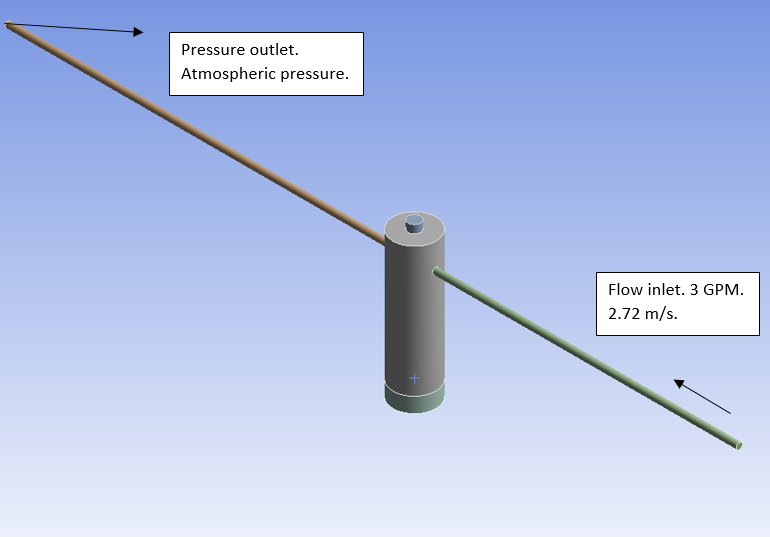 Pressure outlet.
Atmospheric pressure.
Flow inlet. 3 GPM.
2.72 m/s.